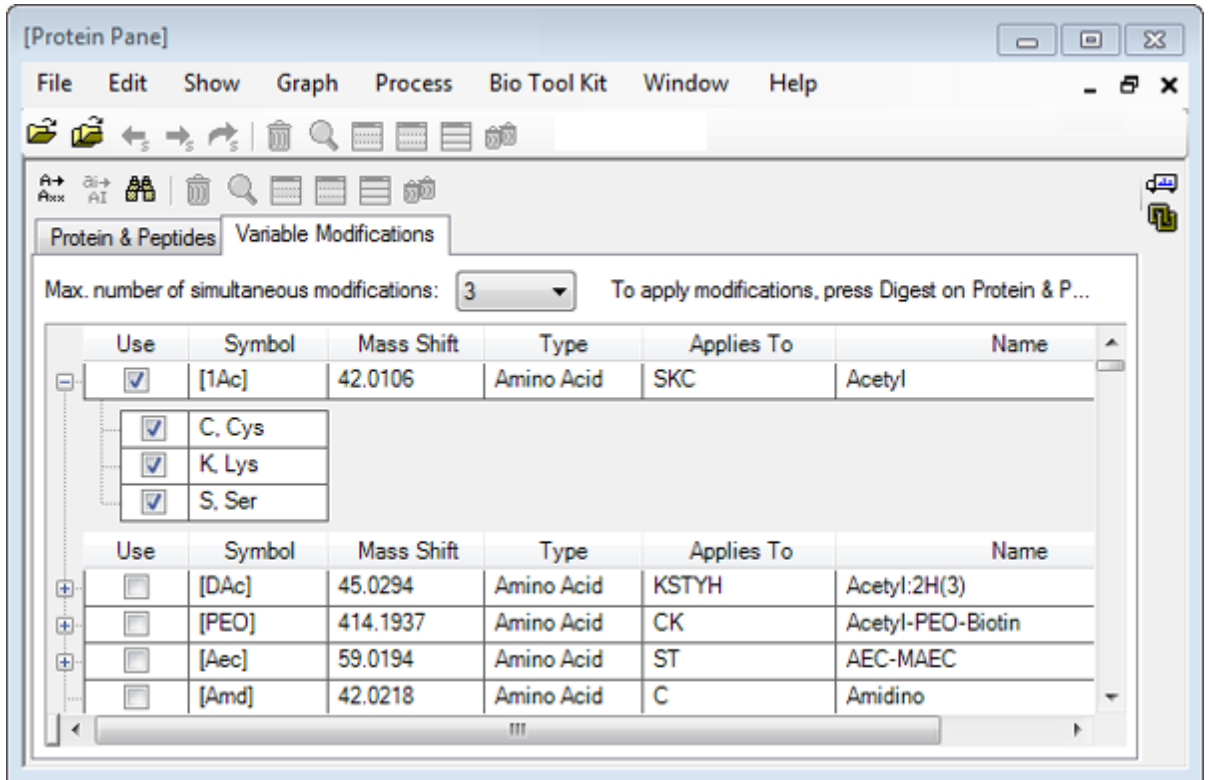 [Protein Pane]
File Edit Show Graph Process Bio Tool Kit Window Help
Protein & Peptides Variable Modifications
Max. number of simultaneous modifications: 3 To apply modifications, press Digest on Protein & P...
Use Symbol Mass Shift Type Applies To Name
[1Ac] 42.0106 Amino Acid SKC Acetyl
C, Cys
K, Lys
S, Ser
Use Symbol Mass Shift Type Applies To Name
[DAc] 45.0294 Amino Acid KSTYH Acetyl:2H(3)
[PEO] 414.1937 Amino Acid CK Acetyl-PEO-Biotin
[Aec] 59.0194 Amino Acid ST AEC-MAEC
[Amd] 42.0218 Amino Acid C Amidino